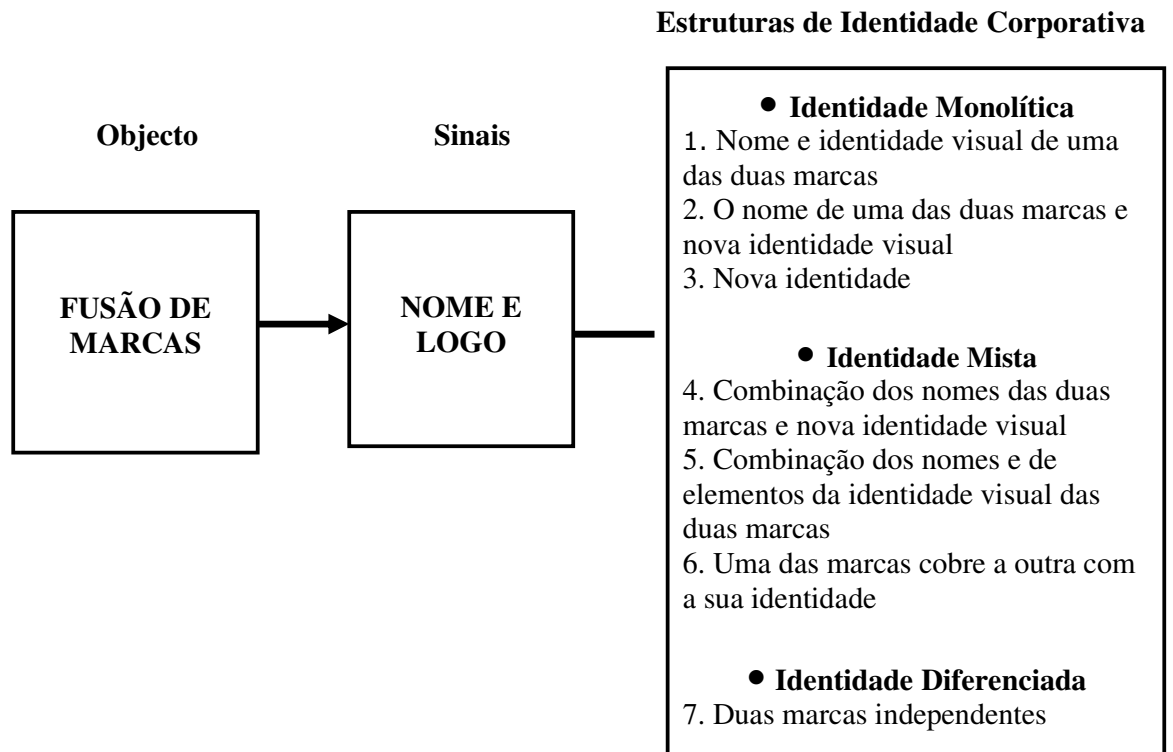 Estruturas de Identidade Corporativa
Objecto
Sinais
FUSÃO DE
MARCAS
NOME E
LOGO
• Identidade Monolítica
1. Nome e identidade visual de uma
das duas marcas
2. O nome de uma das duas marcas e
nova identidade visual
3. Nova identidade
• Identidade Mista
4. Combinação dos nomes das duas
marcas e nova identidade visual
5. Combinação dos nomes e de
elementos da identidade visual das
duas marcas
6. Uma das marcas cobre a outra com
a sua identidade
• Identidade Diferenciada
7. Duas marcas independentes